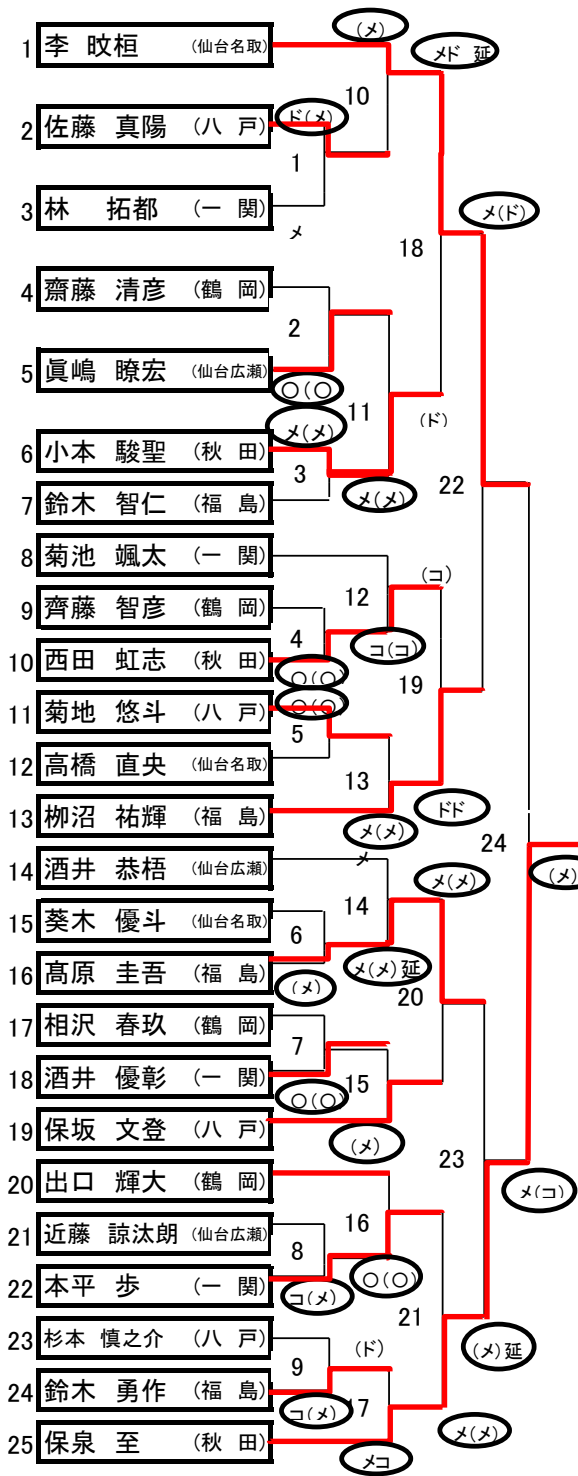 (メ)
1 李 旼桓 (仙台名取)
メド 延
10
2 佐藤 真陽 (八 戸)
ド(メ)
1
3 林 拓都 (一 関)
メ
メ(ド)
18
4 齋藤 清彦 (鶴 岡)
2
5 眞嶋 瞭宏 (仙台広瀬)
〇(〇
11
(ド)
メ(メ)
6 小本 駿聖 (秋 田)
3
22
7 鈴木 智仁 (福 島)
メ(メ)
8 菊池 颯太 (一 関)
(コ)
12
9 齊藤 智彦 (鶴 岡)
4
コ(コ)
10 西田 虹志 (秋 田)
〇(〇)
19
11 菊地 悠斗 (八 戸)
〇(〇)
5
12 高橋 直央 (仙台名取)
13
13 栁沼 祐輝 (福 島)
ドド
メ(メ)
24
14 酒井 恭梧 (仙台広瀬)
メ
メ(メ)
(メ)
14
15 葵木 優斗 (仙台名取)
6
16 髙原 圭吾 (福 島)
(メ)
メ(メ)延
20
17 相沢 春玖 (鶴 岡)
7
18 酒井 優彰 (一 関)
〇(〇)
15
19 保坂 文登 (八 戸)
(メ)
23
20 出口 輝大 (鶴 岡)
メ(コ)
16
21 近藤 諒汰朗 (仙台広瀬)
8
22 本平 歩 (一 関)
コ(メ)
〇(〇)
21
23 杉本 慎之介 (八 戸)
(ド)
(メ)延
9
24 鈴木 勇作 (福 島)
コ(メ)
17
25 保泉 至 (秋 田)
メコ
メ(メ)